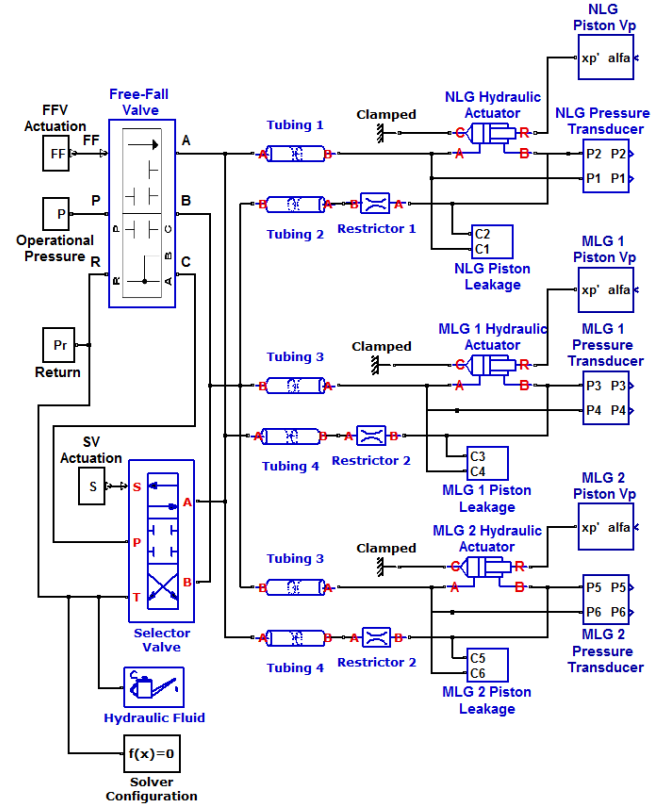 NLG
Piston Vp
xp' alfa
Free-Fall
Valve
FFV
Actuation
FF
FF
A
P
Operational
Pressure
P
B
R
C
P
R
C
B
A
Pr
Return
Clamped
NLG Hydraulic
Actuator
C R
A B
NLG Pressure
Transducer
P2 P2
P1 P1
Tubing 1
A B
B A
Tubing 2
B A
Restrictor 1
C2
C1
NLG Piston
Leakage
MLG 1
Piston Vp
xp' alfa
Clamped
MLG 1 Hydraulic
Actuator
C R
A B
MLG 1
Pressure
Transducer
P3 P3
P4 P4
Tubing 3
B A
A B
Tubing 4
A B
Restrictor 2
C3
C4
MLG 1 Piston
Leakage
SV
Actuation
S
S
A
P
B
T
Selector
Valve
MLG 2
Piston Vp
xp' alfa
Clamped
MLG 2 Hydraulic
Actuator
C R
A B
P5 P5
P6 P6
MLG 2
Pressure
Transducer
Tubing 3
B A
A B
Tubing 4
A B
Restrictor 2
C5
C6
MLG 2 Piston
Leakage
C
Hydraulic Fluid
f(x)=0
Solver
Configuration